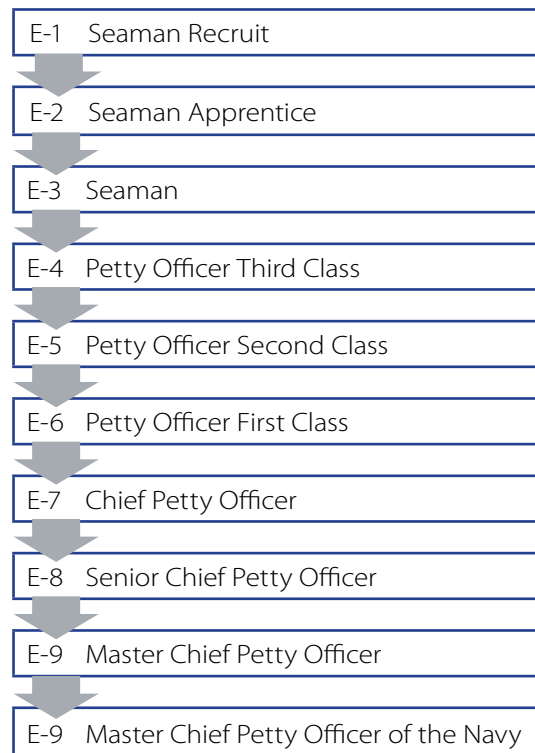 E-1 Seaman Recruit
E-2 Seaman Apprentice
E-3 Seaman
E-4 Petty Officer Third Class
E-5 Petty Officer Second Class
E-6 Petty Officer First Class
E-7 Chief Petty Officer
E-8 Senior Chief Petty Officer
E-9 Master Chief Petty Officer
E-9 Master Chief Petty Officer of the Navy